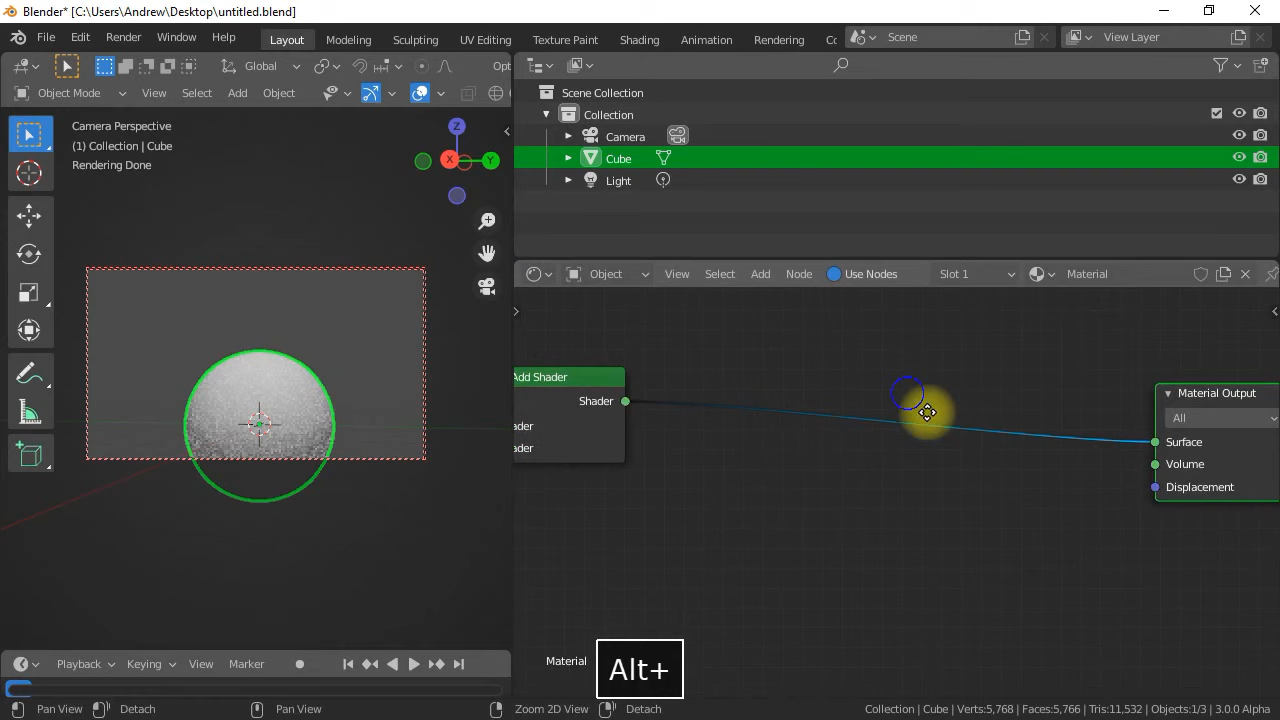 Blender* [C:\Users\Andrew\Desktop\untitled.blend]
File Edit Render Window Help Layout Modeling Sculpting UV Editing Texture Paint Shading Animation Rendering Cc Scene View Layer
Global Opt
Object Mode View Select Add Object
Camera Perspective
(1) Collection | Cube
Rendering Done
Z
X
Y
Scene Collection
Collection
Camera
Cube
Light
Object View Select Add Node Use Nodes Slot 1 Material
Add Shader
Shader
ader
ader
Material Output
All
Surface
Volume
Displacement
Material
Alt+
Playback Keying View Marker
Pan View Detach Pan View Zoom 2D View Detach Collection | Cube | Verts:5,768 | Faces:5,766 | Tris:11,532 | Objects:1/3 | 3.0.0 Alpha